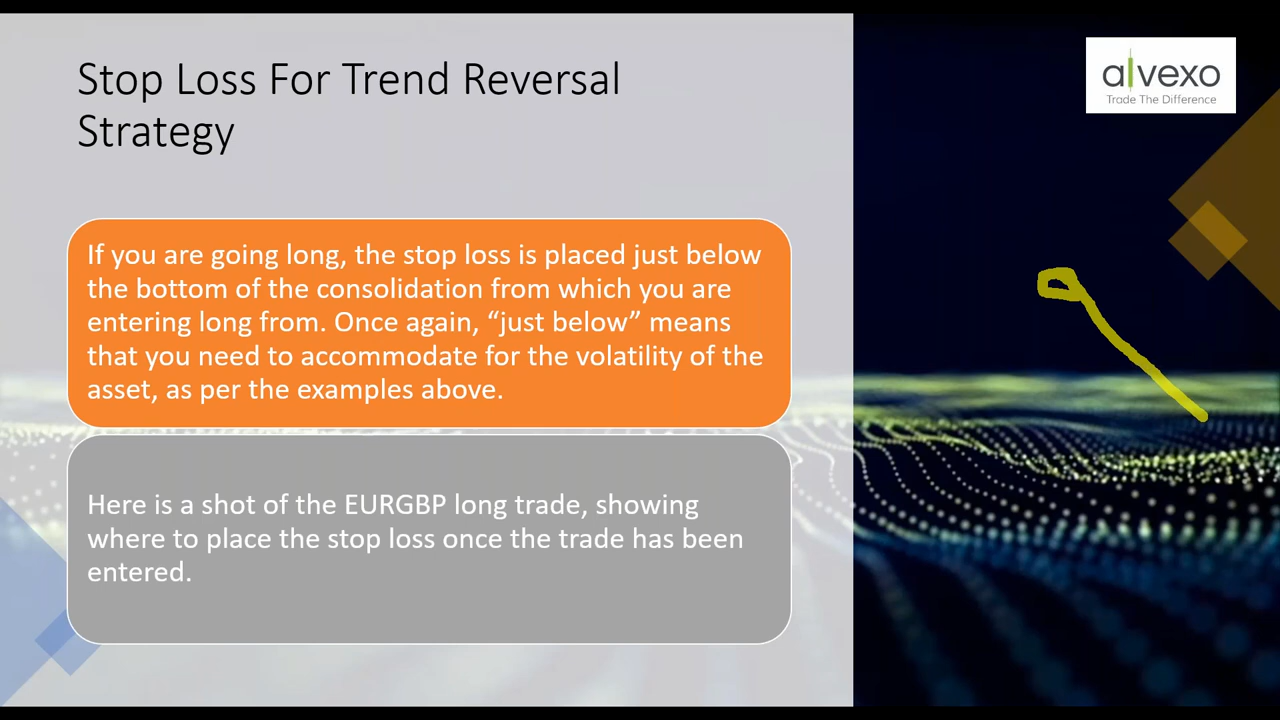 Stop Loss For Trend Reversal
Strategy
alvexo
Trade The Difference
If you are going long, the stop loss is placed just below
the bottom of the consolidation from which you are
entering long from. Once again, “just below” means
that you need to accommodate for the volatility of the
asset, as per the examples above.
Here is a shot of the EURGBP long trade, showing
where to place the stop loss once the trade has been
entered.